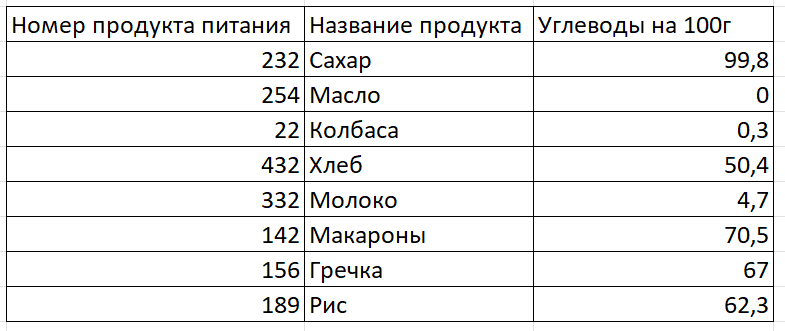 Номер продукта питания Название продукта Углеводы на 100г
232 Сахар 99,8
254 Масло 0
22 Колбаса 0,3
432 Хлеб 50,4
332 Молоко 4,7
142 Макароны 70,5
156 Гречка 67
189 Рис 62,3